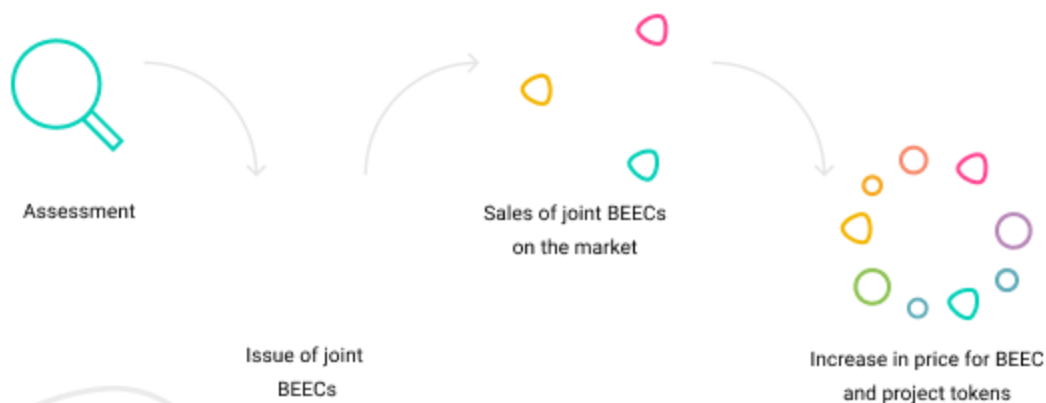 Assessment
Issue of joint
BEECs
Sales of joint BEECs
on the market
Increase in price for BEEC
and project tokens